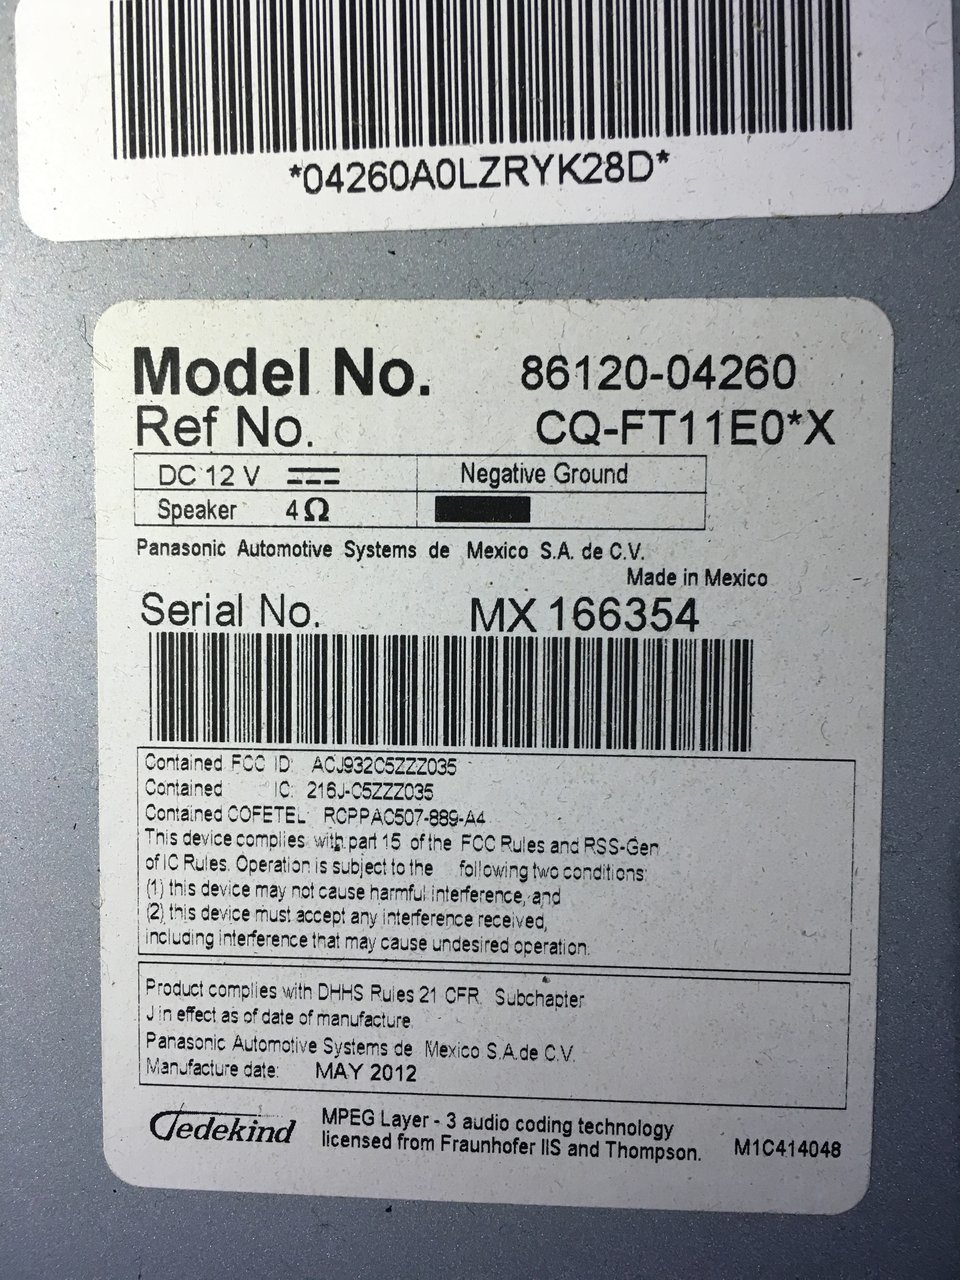 *04260A0LZRYK28D*
Model No. 86120-04260
Ref No. CQ-FT11E0*X
DC 12 V Negative Ground
Speaker 4Ω
Panasonic Automotive Systems de Mexico S.A. de C.V.
Made in Mexico
Serial No. MX 166354
Contained FCC ID: ACJ932C5ZZZ035
Contained IC: 216J-C5ZZZ035
Contained COFETEL: RCPPAC507-889-A4
This device complies with part 15 of the FCC Rules and RSS-Gen
of IC Rules. Operation is subject to the following two conditions:
(1) this device may not cause harmful interference, and
(2) this device must accept any interference received,
including interference that may cause undesired operation.
Product complies with DHHS Rules 21 CFR. Subchapter
J in effect as of date of manufacture.
Panasonic Automotive Systems de Mexico S.A. de C.V.
Manufacture date: MAY 2012
Dedekind
MPEG Layer - 3 audio coding technology
licensed from Fraunhofer IIS and Thompson.
M1C414048